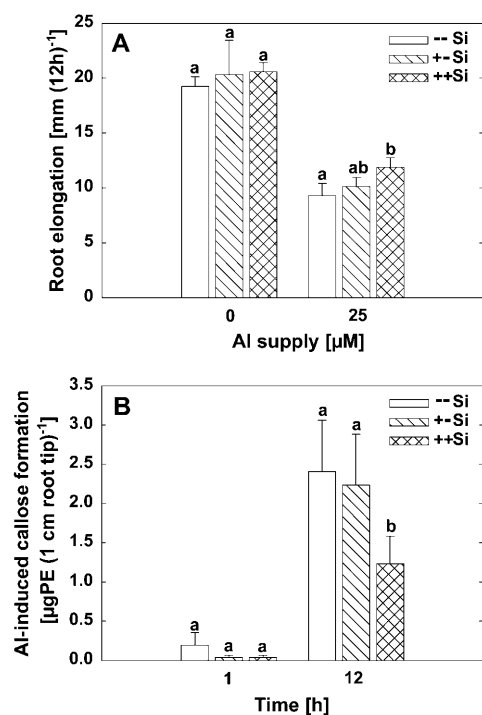 A
-- Si
+- Si
++Si
Root elongation [mm (12h)⁻¹]
25
20
15
10
5
0
a
a
a
a
ab
b
0
25
Al supply [µM]
B
-- Si
+- Si
++Si
Al-induced callose formation
[µgPE (1 cm root tip)⁻¹]
3.5
3.0
2.5
2.0
1.5
1.0
0.5
0.0
a
a
a
a
a
b
1
12
Time [h]